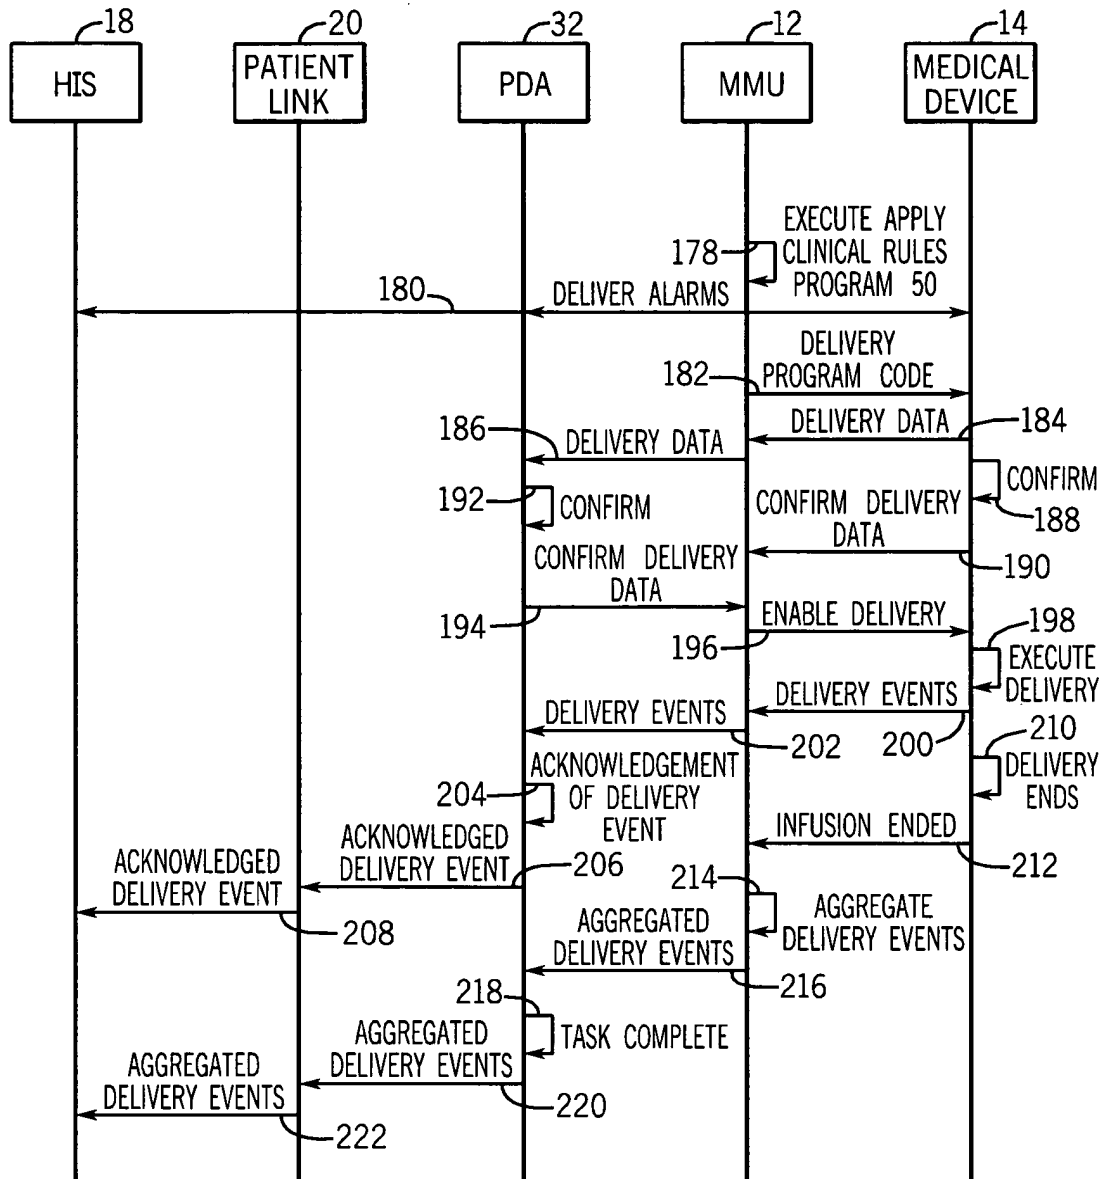 18
20
32
12
14
HIS
PATIENT
LINK
PDA
MMU
MEDICAL
DEVICE
178
EXECUTE APPLY
CLINICAL RULES
PROGRAM 50
180
DELIVER ALARMS
DELIVERY
PROGRAM CODE
182
DELIVERY DATA
184
186
DELIVERY DATA
CONFIRM
188
192
CONFIRM
CONFIRM DELIVERY
DATA
190
CONFIRM DELIVERY
DATA
194
ENABLE DELIVERY
196
198
EXECUTE
DELIVERY
DELIVERY EVENTS
200
DELIVERY EVENTS
202
210
DELIVERY
ENDS
204
ACKNOWLEDGEMENT
OF DELIVERY
EVENT
INFUSION ENDED
212
ACKNOWLEDGED
DELIVERY EVENT
206
ACKNOWLEDGED
DELIVERY EVENT
208
214
AGGREGATE
DELIVERY EVENTS
AGGREGATED
DELIVERY EVENTS
216
218
TASK COMPLETE
AGGREGATED
DELIVERY EVENTS
220
AGGREGATED
DELIVERY EVENTS
222